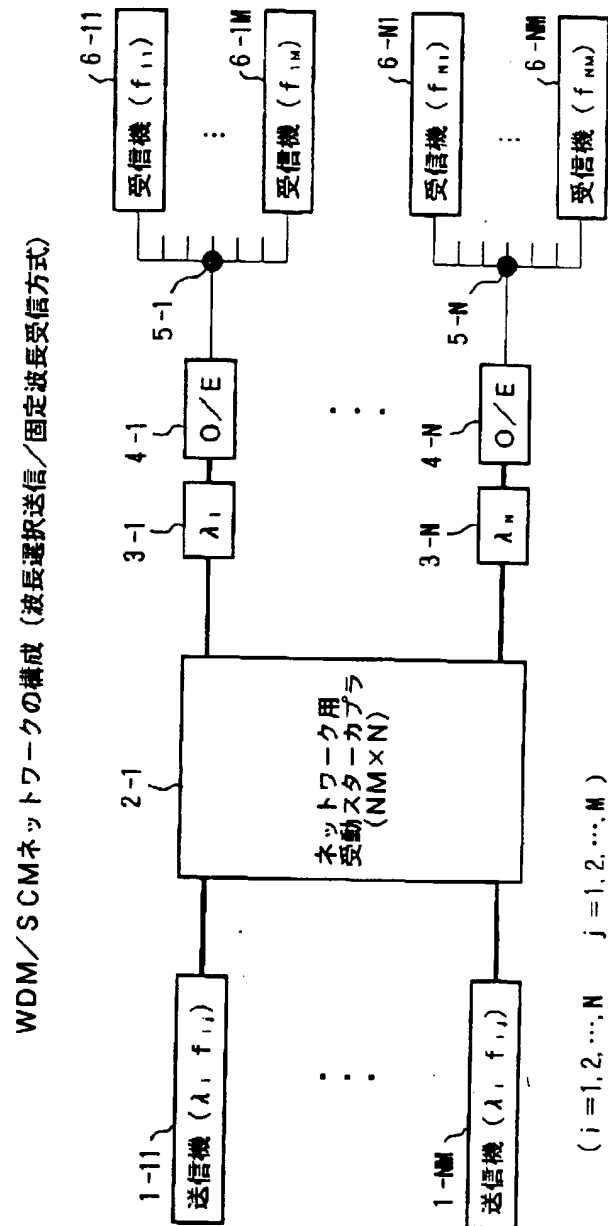 WDM/SCMネットワークの構成 (波長選択送信/固定波長受信方式)
1-11
送信機 (λi fij)
1-NM
送信機 (λi fij)
(i=1,2,…,N  j=1,2,…,M)
2-1
ネットワーク用
受動スターカプラ
(NM×N)
3-1
λ1
4-1
O/E
5-1
6-11
受信機 (f11)
6-1M
受信機 (f1M)
3-N
λN
4-N
O/E
5-N
6-N1
受信機 (fN1)
6-NM
受信機 (fNM)